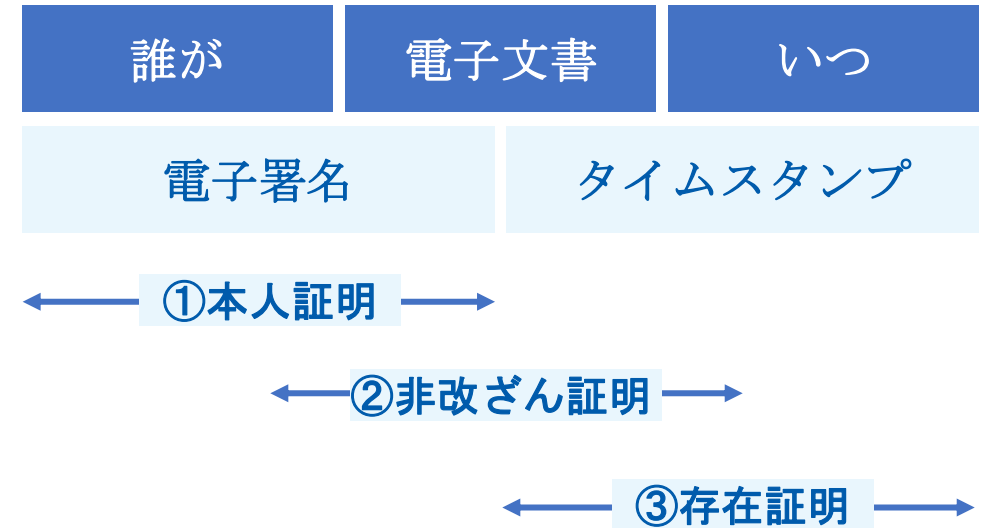 誰が
電子文書
いつ
電子署名
タイムスタンプ
①本人証明
②非改ざん証明
③存在証明